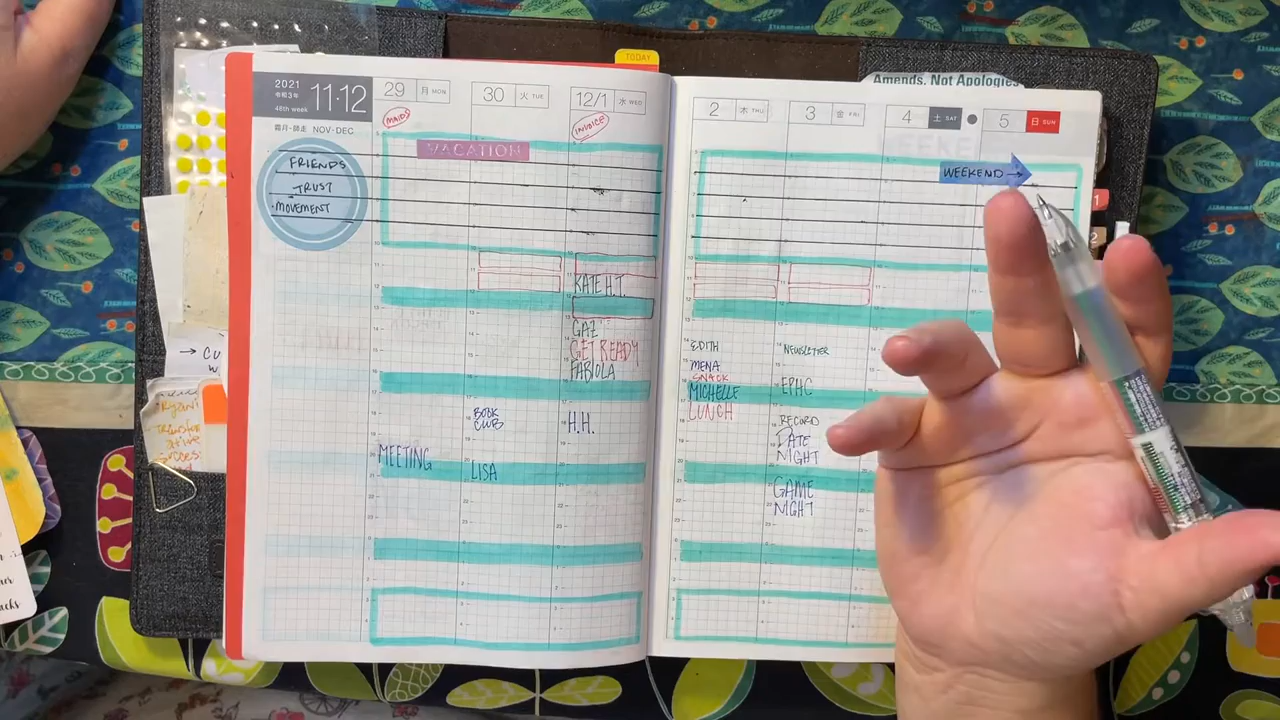 TODAY
Amends. Not Apologies
2021
令和3年
48th week
11·12
霜月-師走 NOV-DEC
29 月 MON
30 火 TUE
12/1 水 WED
2 木 THU
3 金 FRI
4 土 SAT
5 日 SUN
MAIDS
INVOICE
VACATION
WEEKEND →
FRIENDS
TRUST
MOVEMENT
MEETING
BOOK
CLUB
LISA
KATE H.T.
GAZ
GET READY
FABIOLA
H.H.
EDITH
MENA
SNACK
MICHELLE
LUNCH
NEWSLETTER
EPHC
RECORD
DATE
NIGHT
GAME
NIGHT
1
2